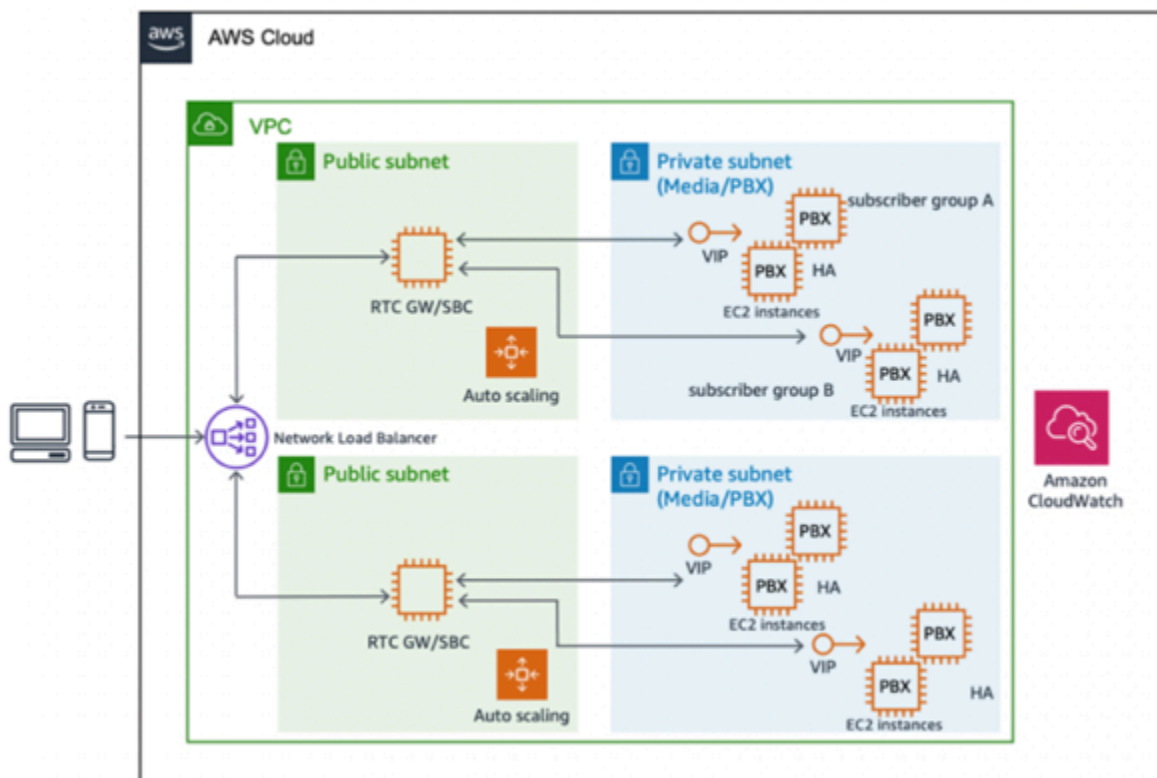 aws
AWS Cloud
VPC
Public subnet
Private subnet
(Media/PBX)
subscriber group A
PBX
VIP
PBX
HA
RTC GW/SBC
EC2 instances
PBX
VIP
PBX
HA
Auto scaling
subscriber group B
EC2 instances
Network Load Balancer
Public subnet
Private subnet
(Media/PBX)
Amazon
CloudWatch
PBX
VIP
PBX
HA
EC2 instances
RTC GW/SBC
PBX
VIP
PBX
HA
Auto scaling
EC2 instances